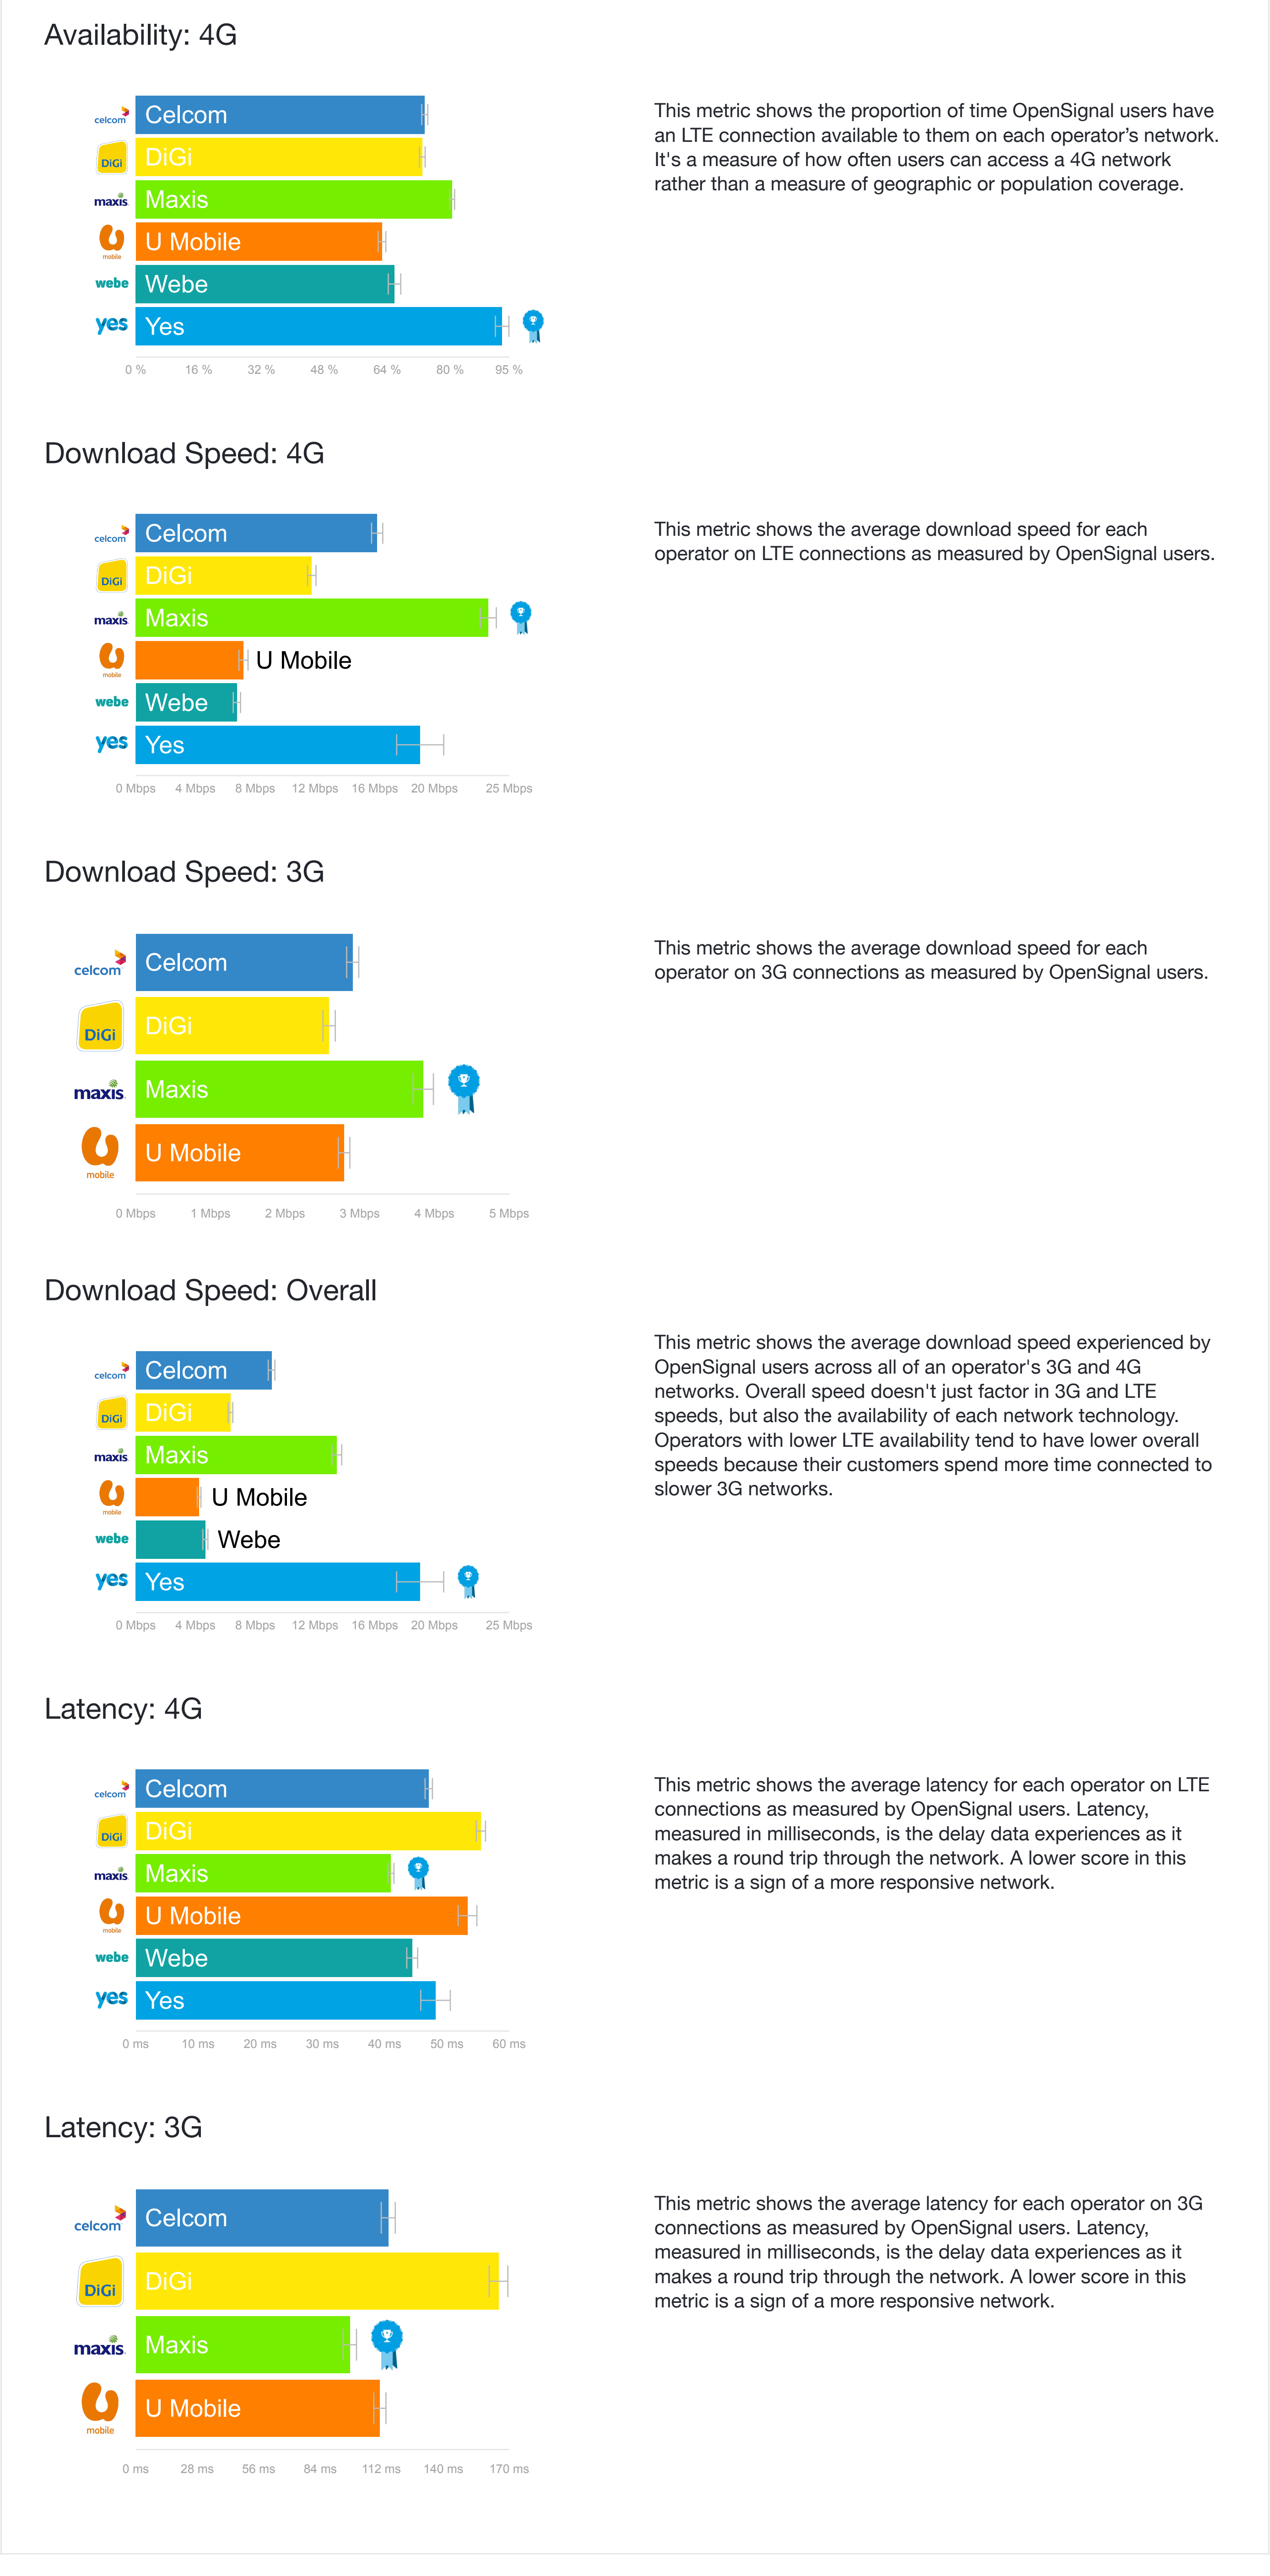 Availability: 4G
celcom Celcom
DiGi DiGi
maxis Maxis
mobile U Mobile
webe Webe
yes Yes
0 % 16 % 32 % 48 % 64 % 80 % 95 %
This metric shows the proportion of time OpenSignal users have
an LTE connection available to them on each operator’s network.
It's a measure of how often users can access a 4G network
rather than a measure of geographic or population coverage.
Download Speed: 4G
celcom Celcom
DiGi DiGi
maxis Maxis
mobile U Mobile
webe Webe
yes Yes
0 Mbps 4 Mbps 8 Mbps 12 Mbps 16 Mbps 20 Mbps 25 Mbps
This metric shows the average download speed for each
operator on LTE connections as measured by OpenSignal users.
Download Speed: 3G
celcom Celcom
DiGi DiGi
maxis Maxis
mobile U Mobile
0 Mbps 1 Mbps 2 Mbps 3 Mbps 4 Mbps 5 Mbps
This metric shows the average download speed for each
operator on 3G connections as measured by OpenSignal users.
Download Speed: Overall
celcom Celcom
DiGi DiGi
maxis Maxis
mobile U Mobile
webe Webe
yes Yes
0 Mbps 4 Mbps 8 Mbps 12 Mbps 16 Mbps 20 Mbps 25 Mbps
This metric shows the average download speed experienced by
OpenSignal users across all of an operator's 3G and 4G
networks. Overall speed doesn't just factor in 3G and LTE
speeds, but also the availability of each network technology.
Operators with lower LTE availability tend to have lower overall
speeds because their customers spend more time connected to
slower 3G networks.
Latency: 4G
celcom Celcom
DiGi DiGi
maxis Maxis
mobile U Mobile
webe Webe
yes Yes
0 ms 10 ms 20 ms 30 ms 40 ms 50 ms 60 ms
This metric shows the average latency for each operator on LTE
connections as measured by OpenSignal users. Latency,
measured in milliseconds, is the delay data experiences as it
makes a round trip through the network. A lower score in this
metric is a sign of a more responsive network.
Latency: 3G
celcom Celcom
DiGi DiGi
maxis Maxis
mobile U Mobile
0 ms 28 ms 56 ms 84 ms 112 ms 140 ms 170 ms
This metric shows the average latency for each operator on 3G
connections as measured by OpenSignal users. Latency,
measured in milliseconds, is the delay data experiences as it
makes a round trip through the network. A lower score in this
metric is a sign of a more responsive network.